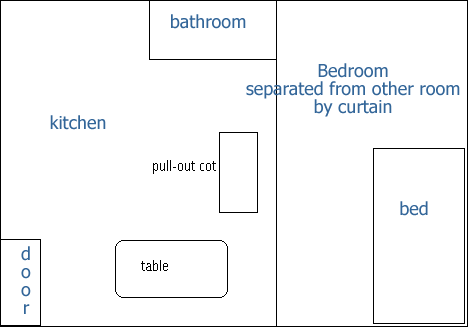 bathroom
Bedroom
separated from other room
by curtain
kitchen
pull-out cot
bed
table
d
o
o
r